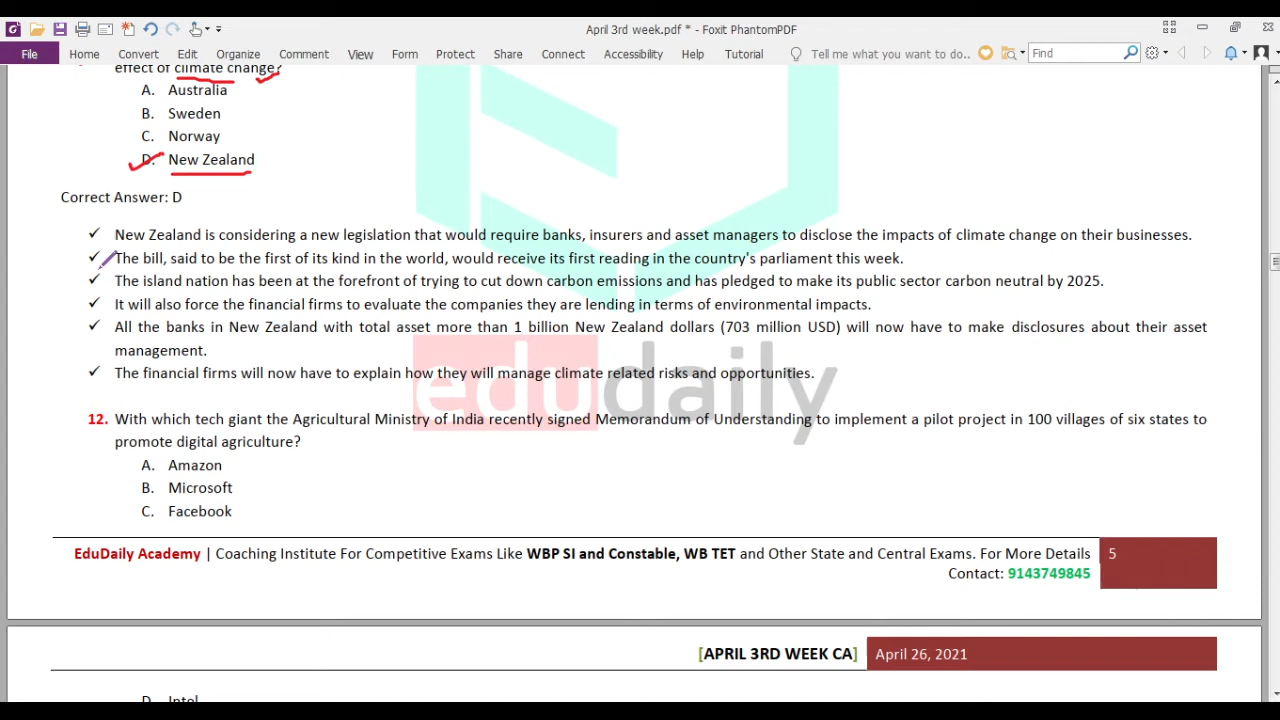 April 3rd week.pdf * - Foxit PhantomPDF
File Home Convert Edit Organize Comment View Form Protect Share Connect Accessibility Help Tutorial Tell me what you want to do.. Find
effect of climate change?
A. Australia
B. Sweden
C. Norway
D. New Zealand
Correct Answer: D
✓ New Zealand is considering a new legislation that would require banks, insurers and asset managers to disclose the impacts of climate change on their businesses.
✓ The bill, said to be the first of its kind in the world, would receive its first reading in the country's parliament this week.
✓ The island nation has been at the forefront of trying to cut down carbon emissions and has pledged to make its public sector carbon neutral by 2025.
✓ It will also force the financial firms to evaluate the companies they are lending in terms of environmental impacts.
✓ All the banks in New Zealand with total asset more than 1 billion New Zealand dollars (703 million USD) will now have to make disclosures about their asset
management.
✓ The financial firms will now have to explain how they will manage climate related risks and opportunities.
edudaily
12. With which tech giant the Agricultural Ministry of India recently signed Memorandum of Understanding to implement a pilot project in 100 villages of six states to
promote digital agriculture?
A. Amazon
B. Microsoft
C. Facebook
EduDaily Academy | Coaching Institute For Competitive Exams Like WBP SI and Constable, WB TET and Other State and Central Exams. For More Details
Contact: 9143749845
5
[APRIL 3RD WEEK CA] April 26, 2021
D. Intel